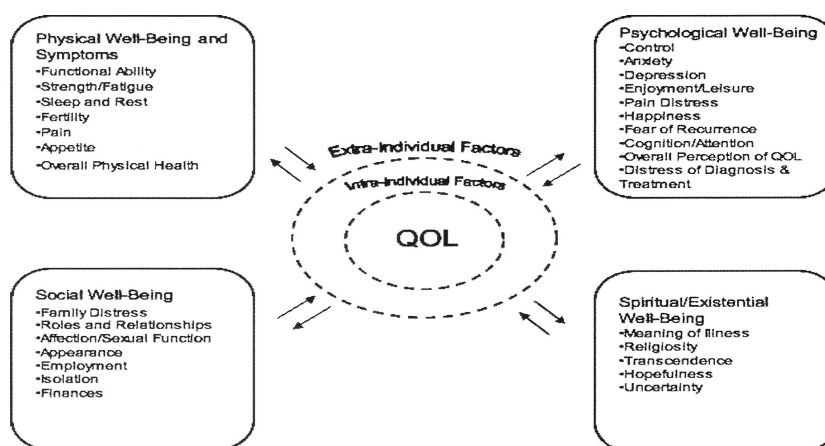 Physical Well-Being and
Symptoms
•Functional Ability
•Strength/Fatigue
•Sleep and Rest
•Fertility
•Pain
•Appetite
•Overall Physical Health
Psychological Well-Being
•Control
•Anxiety
•Depression
•Enjoyment/Leisure
•Pain Distress
•Happiness
•Fear of Recurrence
•Cognition/Attention
•Overall Perception of QOL
•Distress of Diagnosis &
Treatment
Extra-Individual Factors
Intra-Individual Factors
QOL
Social Well-Being
•Family Distress
•Roles and Relationships
•Affection/Sexual Function
•Appearance
•Employment
•Isolation
•Finances
Spiritual/Existential
Well-Being
•Meaning of Illness
•Religiosity
•Transcendence
•Hopefulness
•Uncertainty